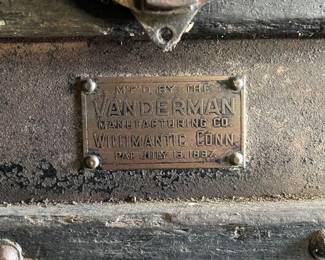 M'F'D. BY. THE
VANDERMAN
MANUFACTURING CO.
WILLIMANTIC CONN.
PAT. JULY 13. 1897